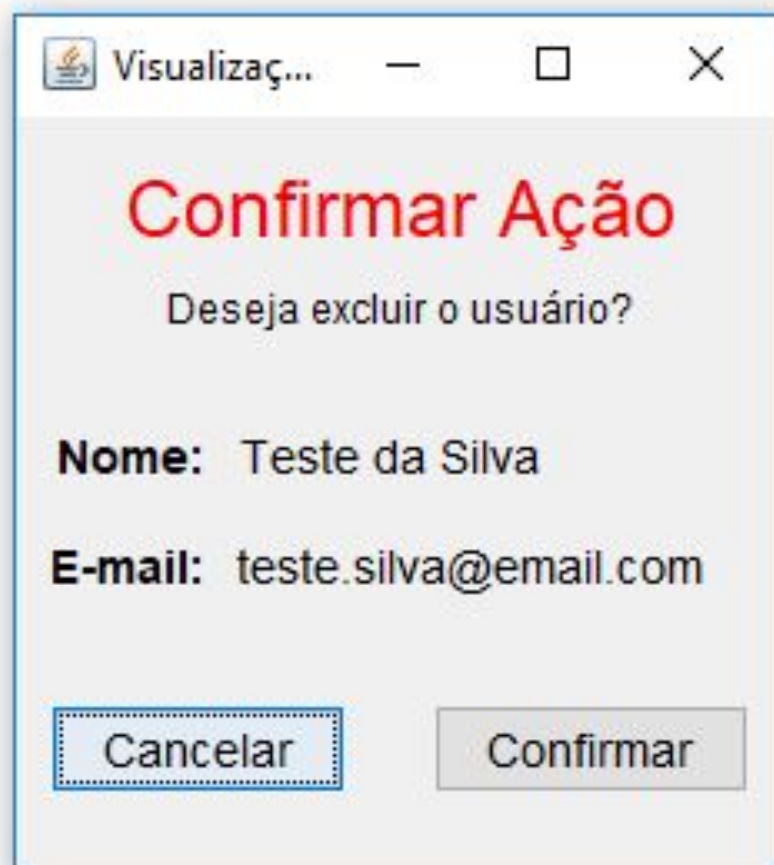 Visualizaç...
Confirmar Ação
Deseja excluir o usuário?
Nome: Teste da Silva
E-mail: teste.silva@email.com
Cancelar Confirmar